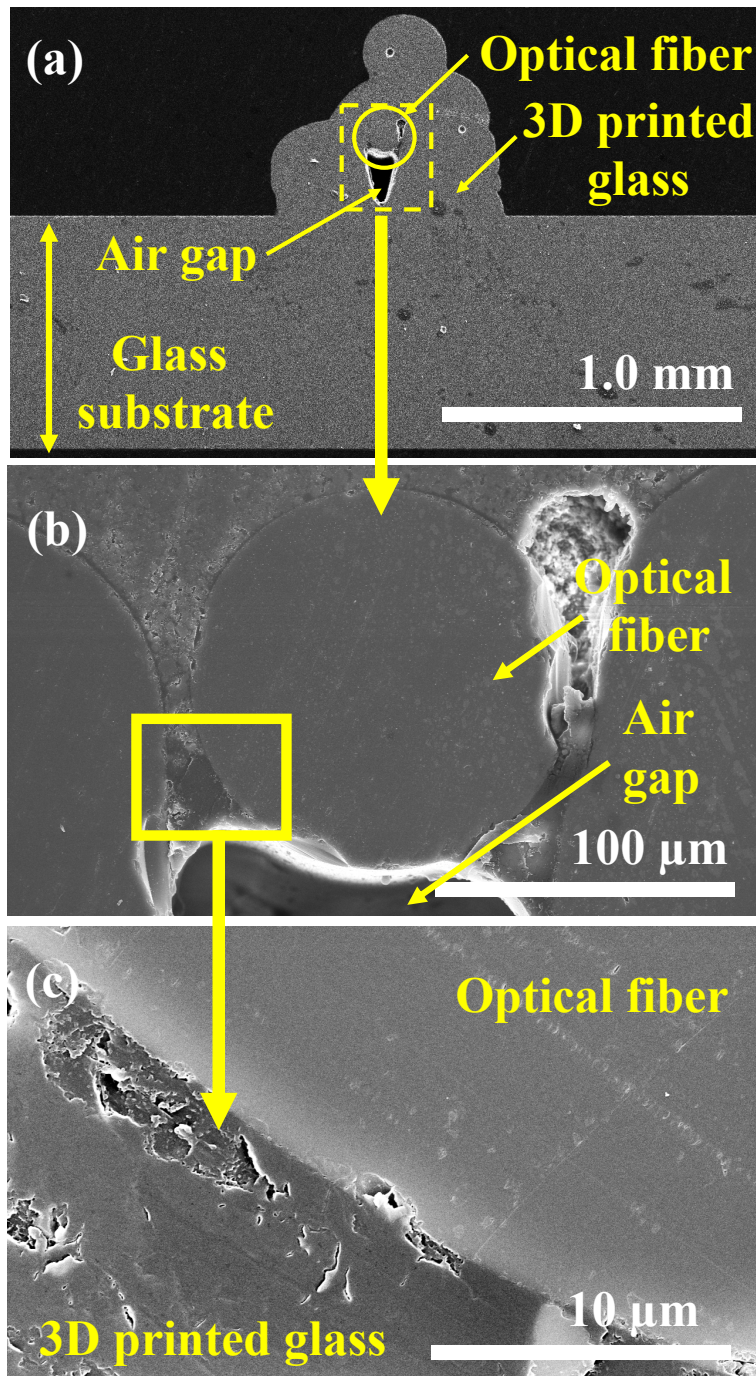 (a)
Optical fiber
3D printed
glass
Air gap
Glass
substrate
1.0 mm
(b)
Optical
fiber
Air
gap
100 µm
(c)
Optical fiber
3D printed glass
10 µm